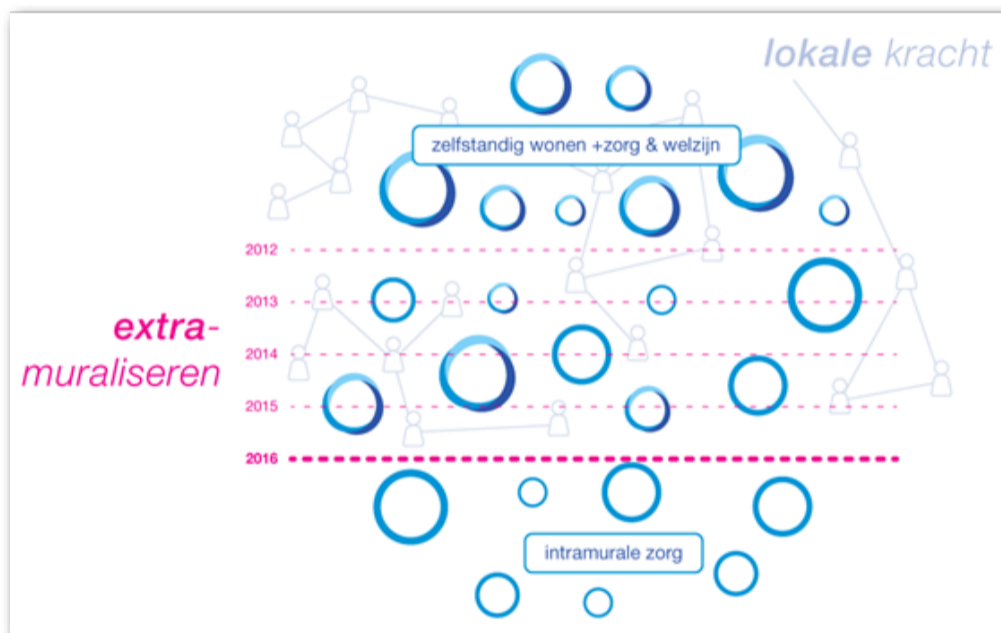 lokale kracht
zelfstandig wonen +zorg & welzijn
2012
2013
extra-
muraliseren
2014
2015
2016
intramurale zorg